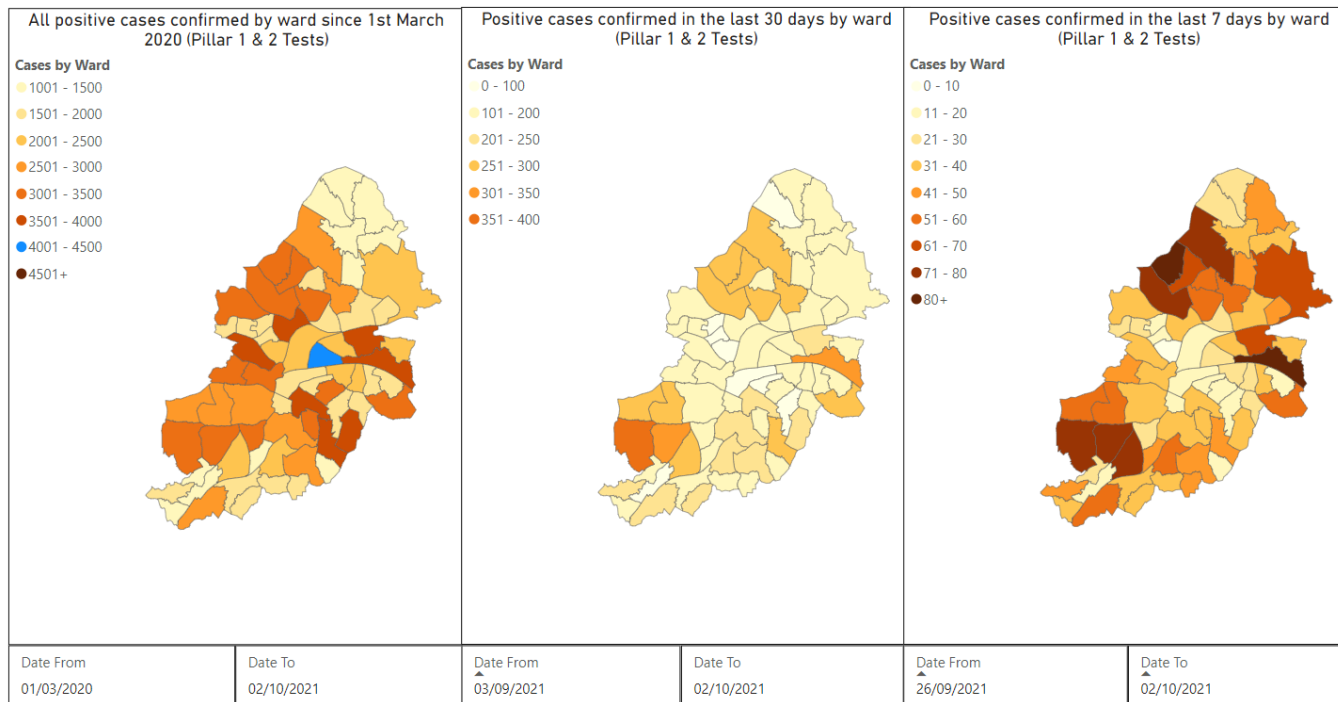 All positive cases confirmed by ward since 1st March
2020 (Pillar 1 & 2 Tests)
Cases by Ward
1001 - 1500
1501 - 2000
2001 - 2500
2501 - 3000
3001 - 3500
3501 - 4000
4001 - 4500
4501+
Date From
01/03/2020
Date To
02/10/2021
Positive cases confirmed in the last 30 days by ward
(Pillar 1 & 2 Tests)
Cases by Ward
0 - 100
101 - 200
201 - 250
251 - 300
301 - 350
351 - 400
Date From
03/09/2021
Date To
02/10/2021
Positive cases confirmed in the last 7 days by ward
(Pillar 1 & 2 Tests)
Cases by Ward
0 - 10
11 - 20
21 - 30
31 - 40
41 - 50
51 - 60
61 - 70
71 - 80
80+
Date From
26/09/2021
Date To
02/10/2021